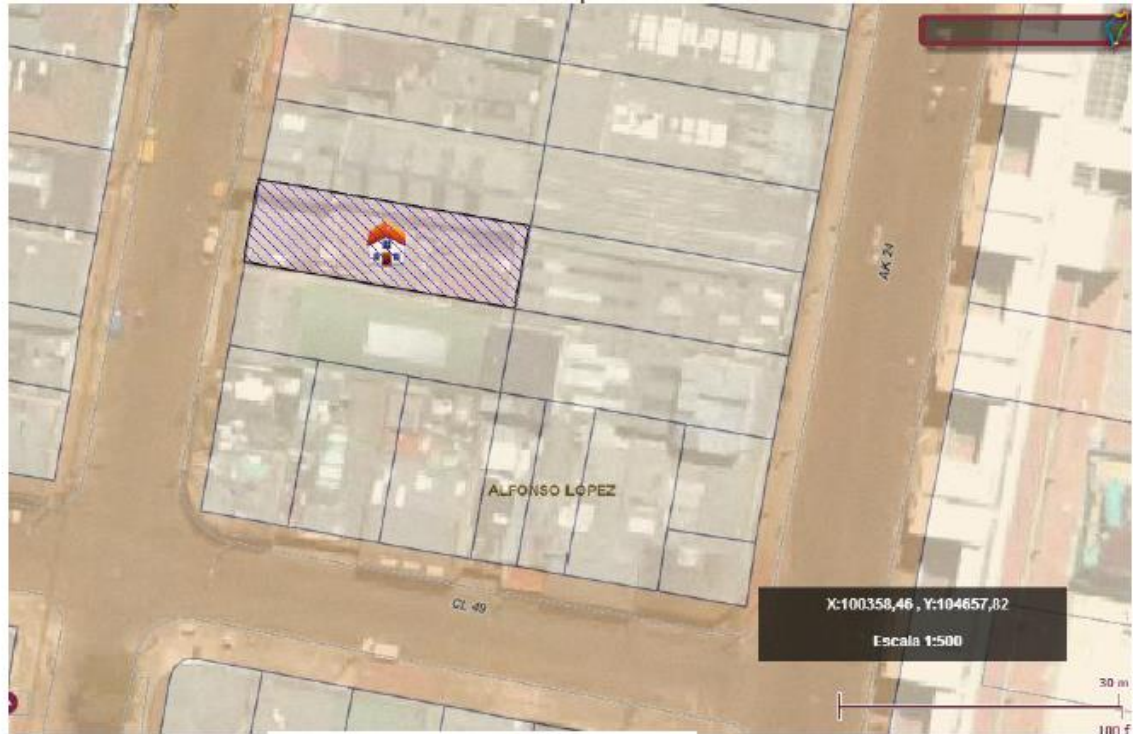 AK 24
ALFONSO LOPEZ
CL 49
X:100358,46 , Y:104657,82
Escala 1:500
30 m
100 f